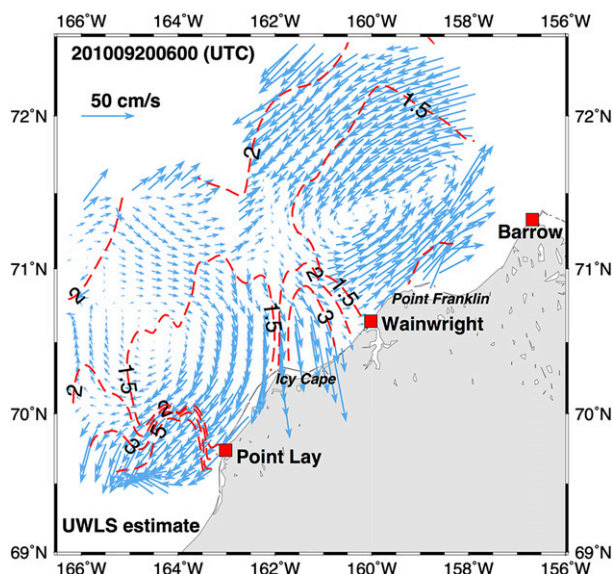 166°W 164°W 162°W 160°W 158°W 156°W
201009200600 (UTC)
50 cm/s
72°N
72°N
1.5
2
Barrow
71°N
71°N
2
2
1.5
Point Franklin
1.5
3
Wainwright
Icy Cape
1.5
2
70°N
70°N
2
3
5
Point Lay
UWLS estimate
69°N
69°N
166°W 164°W 162°W 160°W 158°W 156°W